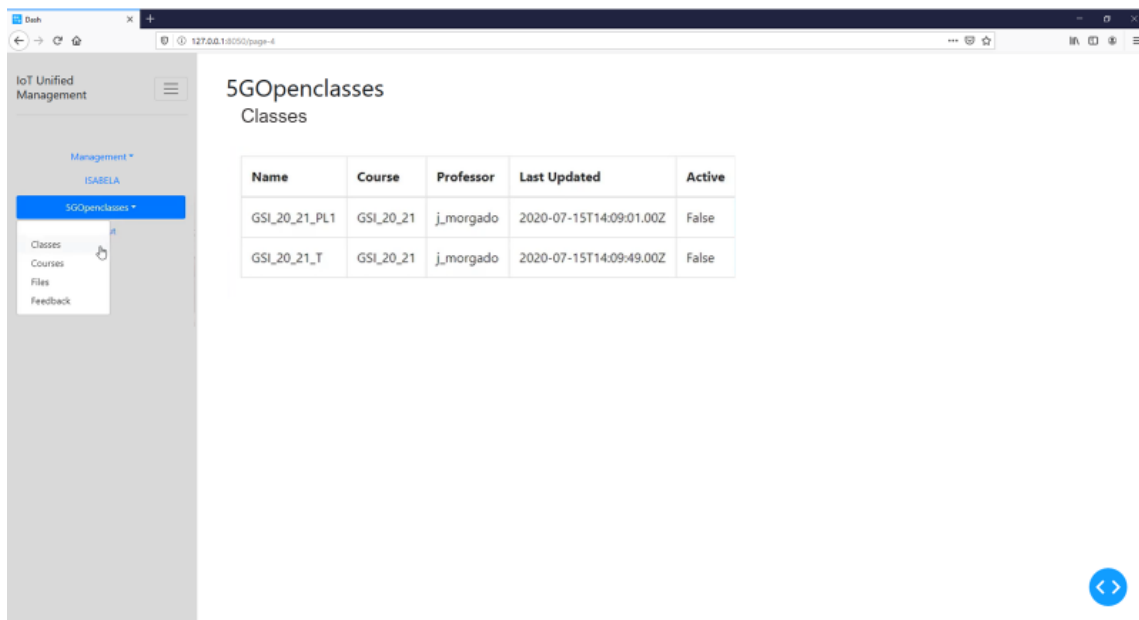 Dash
127.0.0.1:8050/page-4
IoT Unified
Management
Management
ISABELA
5GOpenclasses
Classes
Courses
Files
Feedback
5GOpenclasses
Classes
Name Course Professor Last Updated Active
GSI_20_21_PL1 GSI_20_21 j_morgado 2020-07-15T14:09:01.00Z False
GSI_20_21_T GSI_20_21 j_morgado 2020-07-15T14:09:49.00Z False